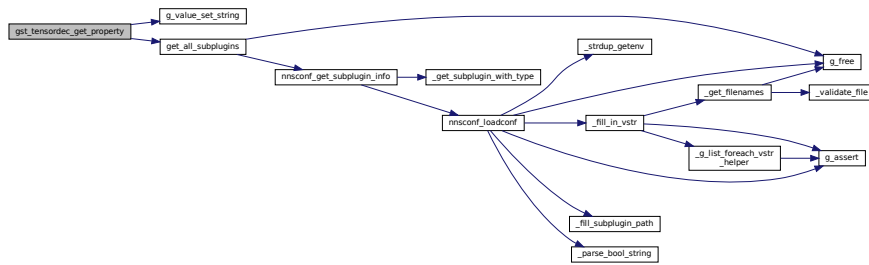 gst_tensordec_get_property
g_value_set_string
get_all_subplugins
nnsconf_get_subplugin_info
_get_subplugin_with_type
nnsconf_loadconf
_strdup_getenv
_fill_in_vstr
_get_filenames
g_free
_validate_file
_g_list_foreach_vstr
_helper
g_assert
_fill_subplugin_path
_parse_bool_string